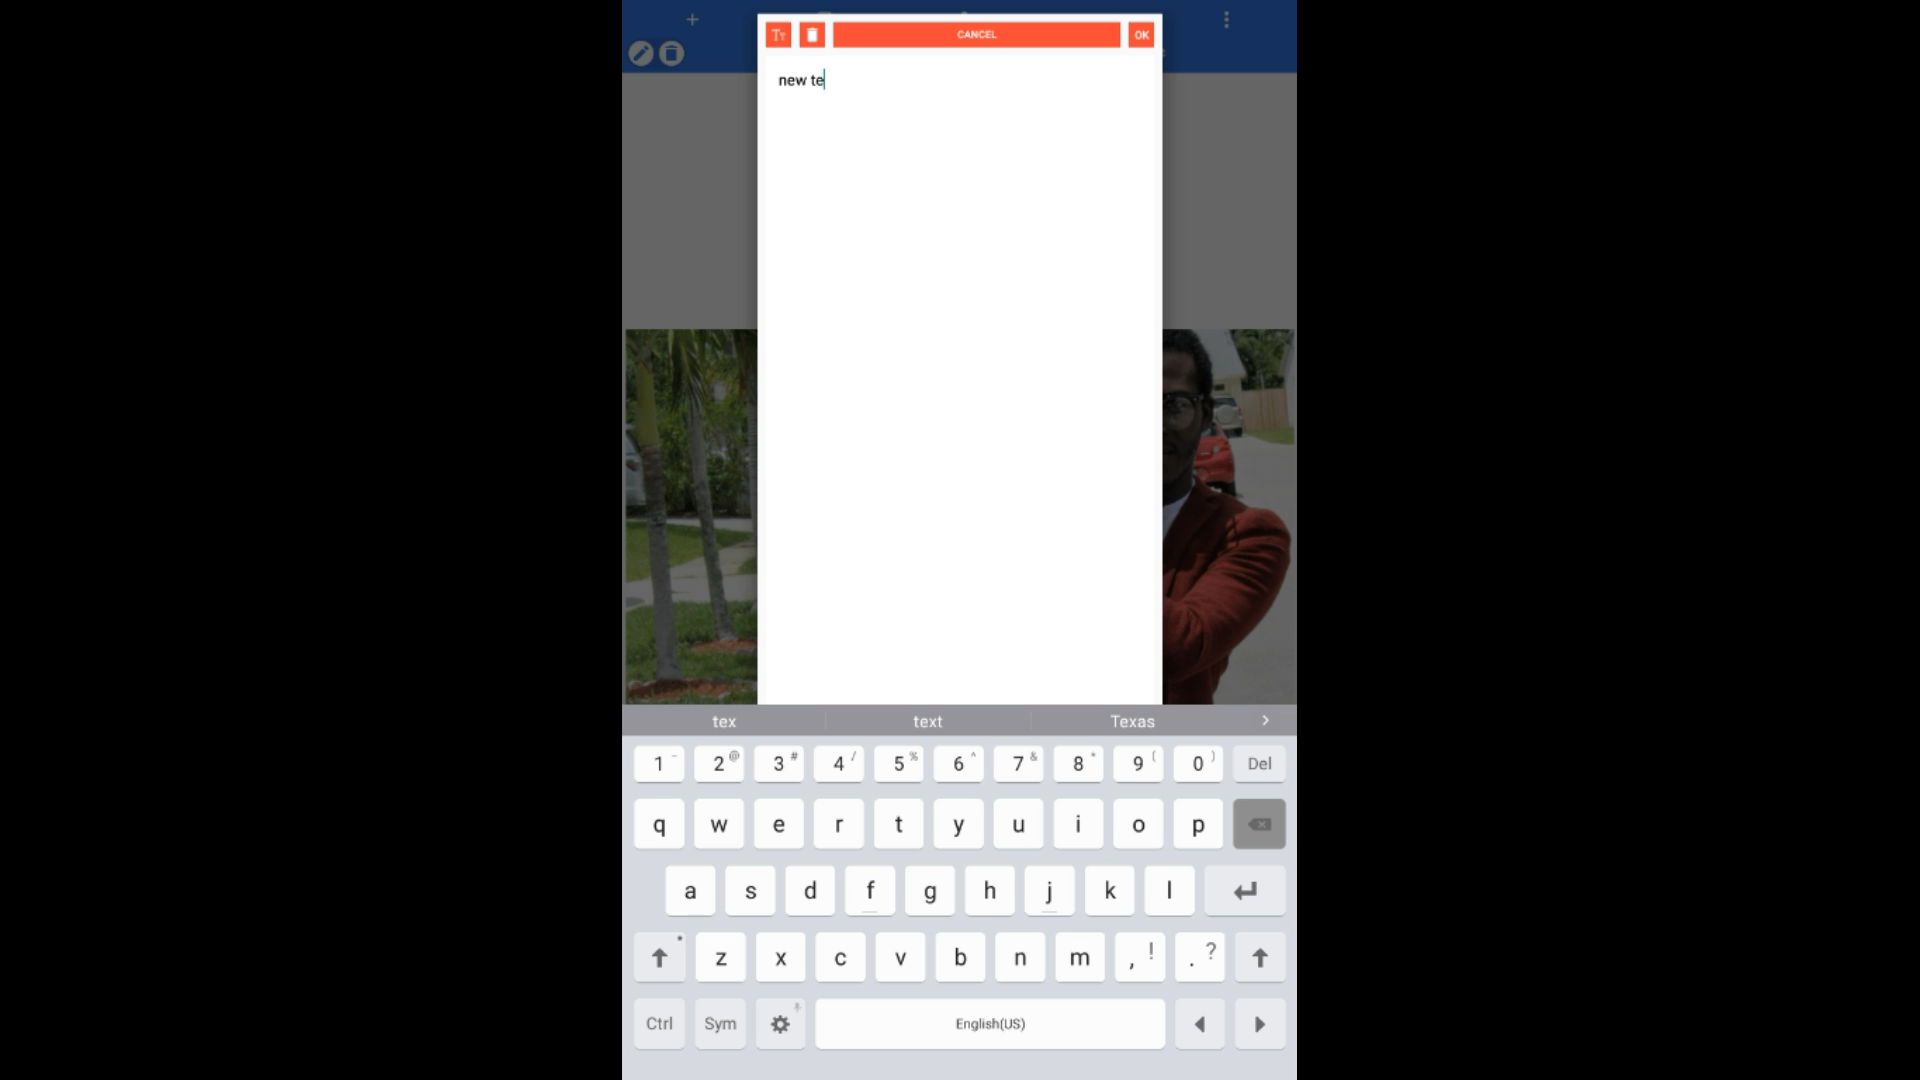 Tт CANCEL OK
new te
tex text Texas
1 - 2 @ 3 # 4 / 5 % 6 ^ 7 & 8 * 9 ( 0 ) Del
q w e r t y u i o p
a s d f g h j k l
z x c v b n m , ! . ?
Ctrl Sym English(US)